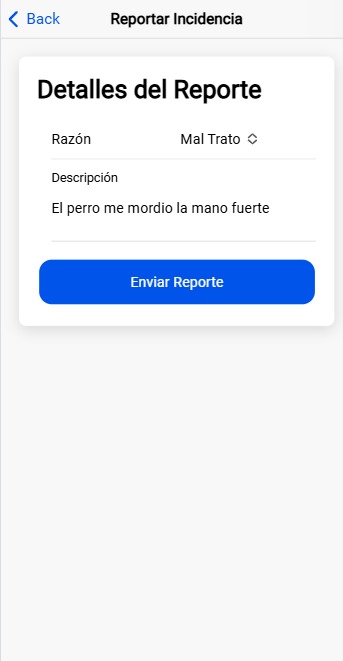 Back
Reportar Incidencia
Detalles del Reporte
Razón
Mal Trato
Descripción
El perro me mordio la mano fuerte
Enviar Reporte